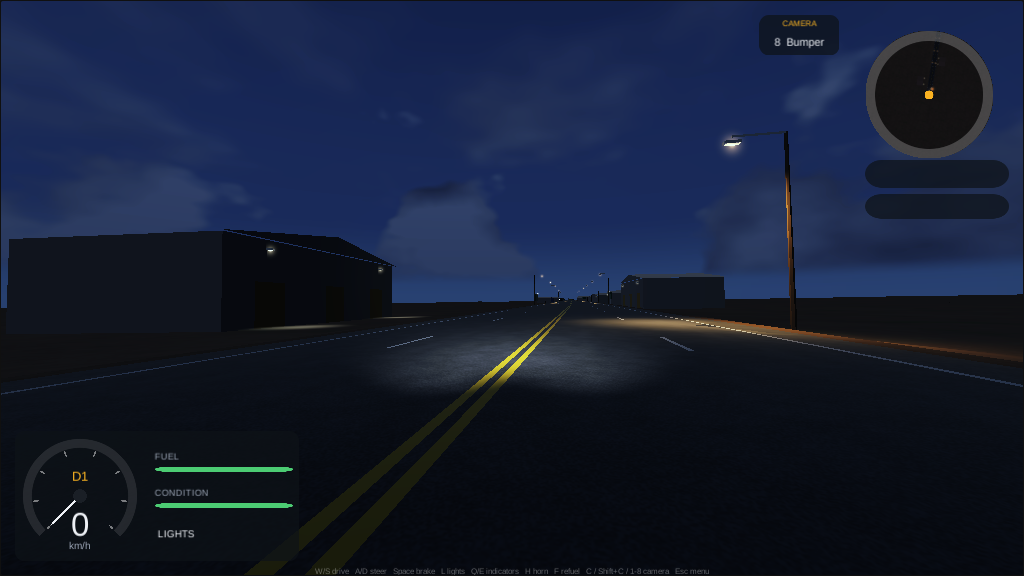 CAMERA
8 Bumper
D1
0
km/h
FUEL
CONDITION
LIGHTS
W/S drive A/D steer Space brake L lights Q/E indicators H horn F refuel C / Shift+C / 1-8 camera Esc menu